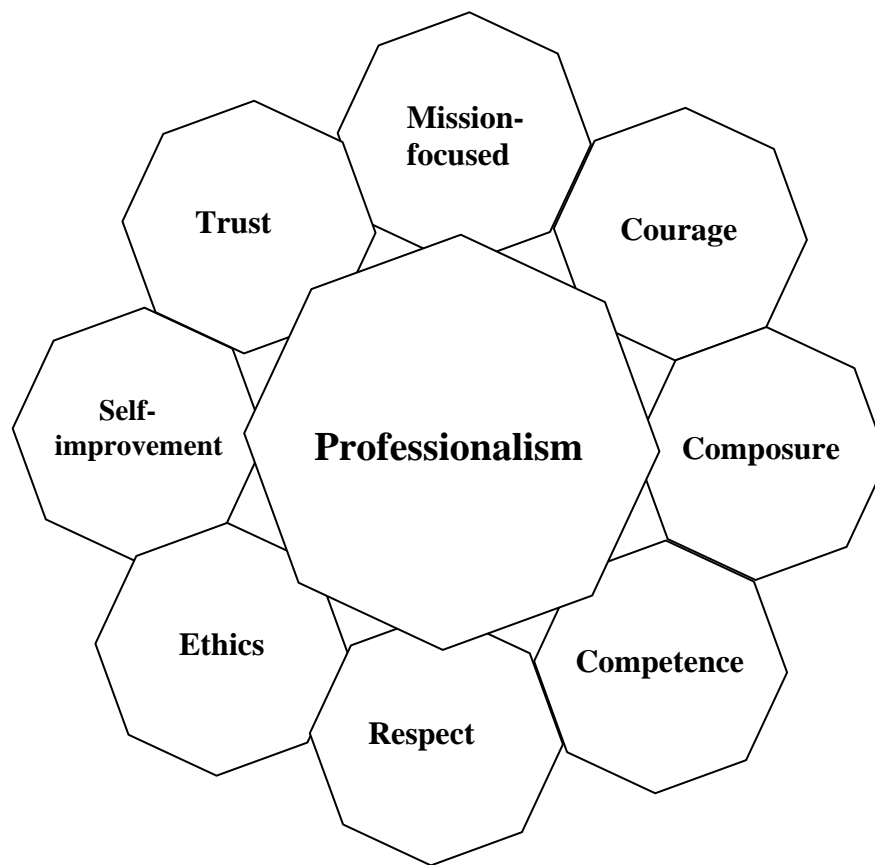 Mission-
focused
Trust
Courage
Self-
improvement
Professionalism
Composure
Ethics
Competence
Respect